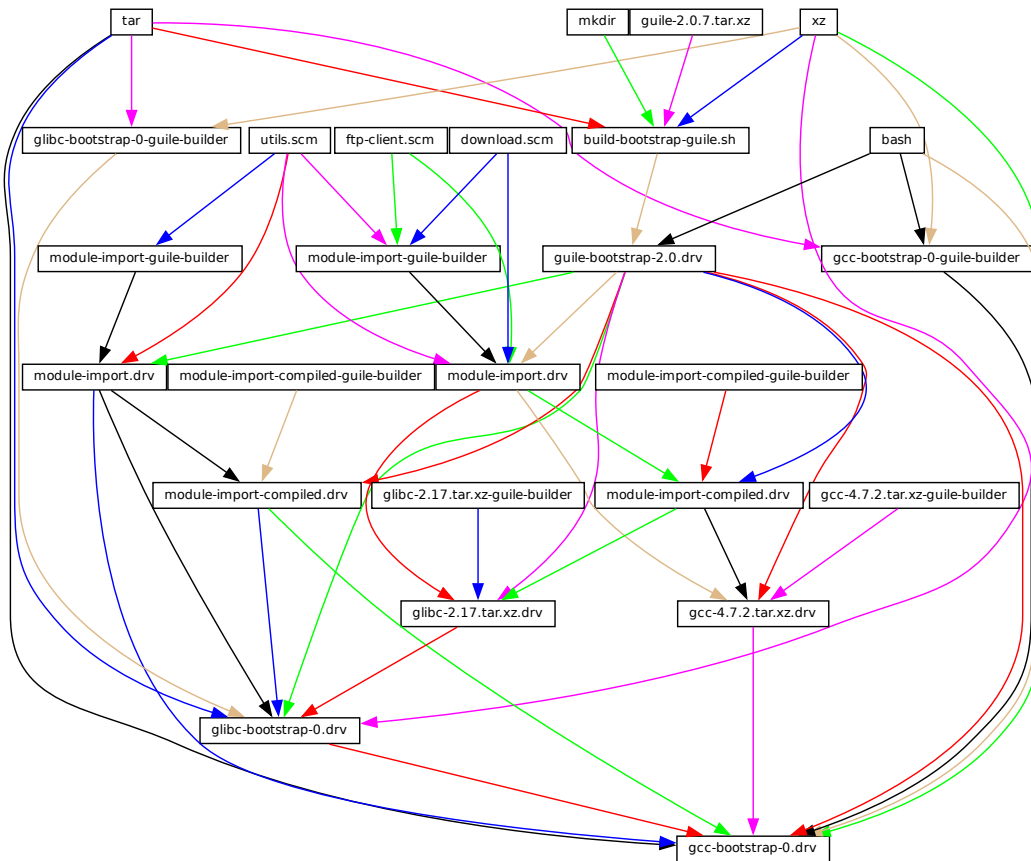 tar
mkdir
guile-2.0.7.tar.xz
xz
glibc-bootstrap-0-guile-builder
utils.scm
ftp-client.scm
download.scm
build-bootstrap-guile.sh
bash
module-import-guile-builder
module-import-guile-builder
guile-bootstrap-2.0.drv
gcc-bootstrap-0-guile-builder
module-import.drv
module-import-compiled-guile-builder
module-import.drv
module-import-compiled-guile-builder
module-import-compiled.drv
glibc-2.17.tar.xz-guile-builder
module-import-compiled.drv
gcc-4.7.2.tar.xz-guile-builder
glibc-2.17.tar.xz.drv
gcc-4.7.2.tar.xz.drv
glibc-bootstrap-0.drv
gcc-bootstrap-0.drv